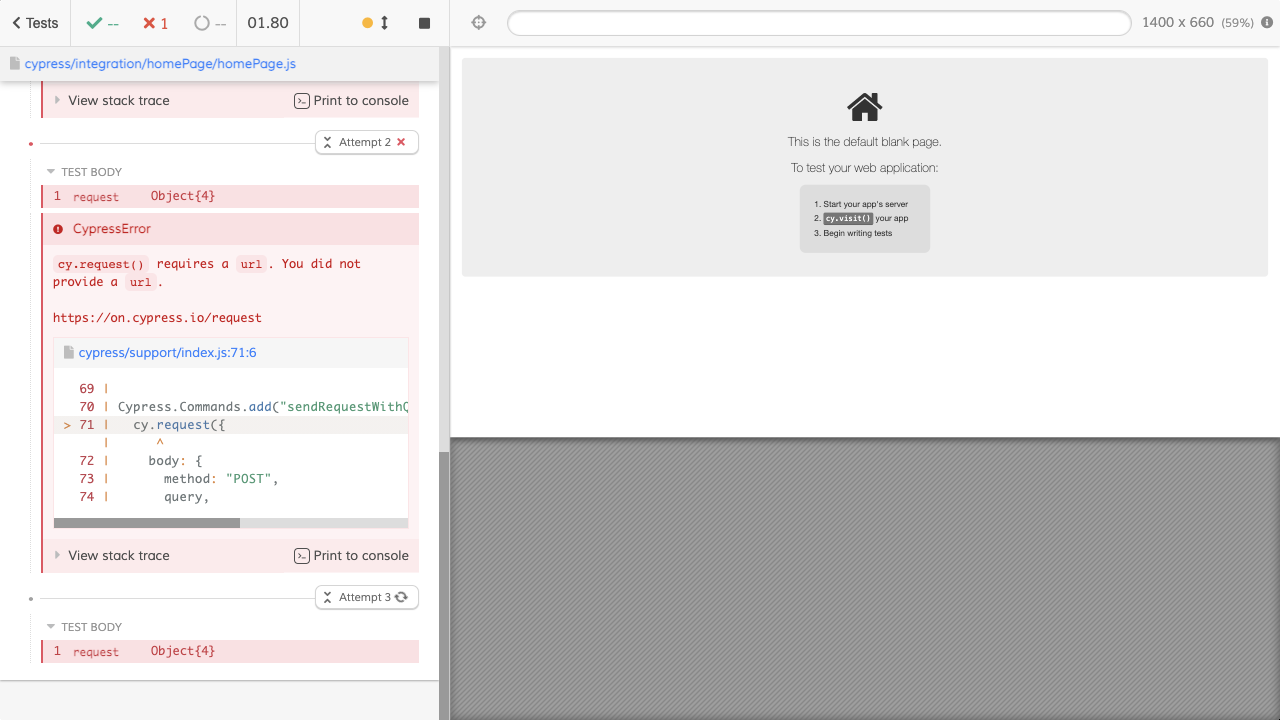 Tests -- 1 -- 01.80
1400 x 660 (59%)
cypress/integration/homePage/homePage.js
View stack trace Print to console
Attempt 2
TEST BODY
1 request Object{4}
CypressError
cy.request() requires a url. You did not
provide a url.
https://on.cypress.io/request
cypress/support/index.js:71:6
69 |
70 | Cypress.Commands.add("sendRequestWithQ
> 71 | cy.request({
| ^
72 | body: {
73 | method: "POST",
74 | query,
View stack trace Print to console
Attempt 3
TEST BODY
1 request Object{4}
This is the default blank page.
To test your web application:
1. Start your app's server
2. cy.visit() your app
3. Begin writing tests